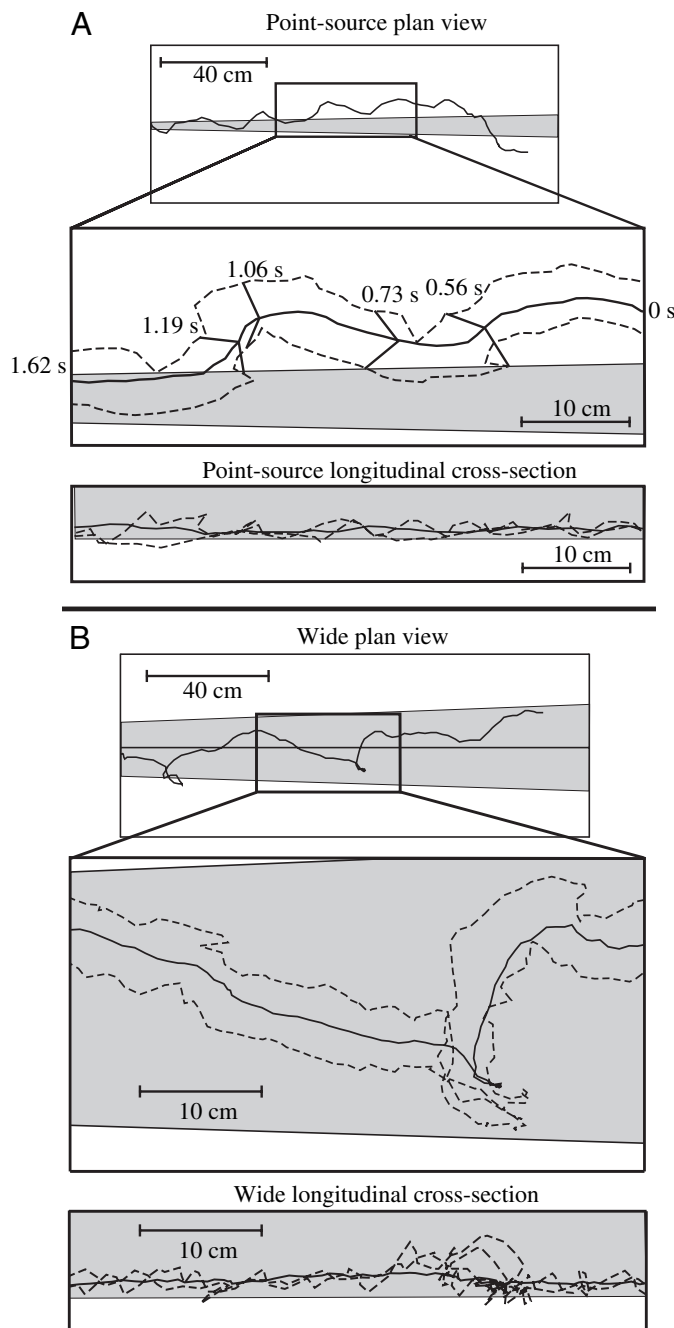 A
Point-source plan view
40 cm
1.06 s
0.73 s
0.56 s
0 s
1.19 s
1.62 s
10 cm
Point-source longitudinal cross-section
10 cm
B
Wide plan view
40 cm
10 cm
Wide longitudinal cross-section
10 cm